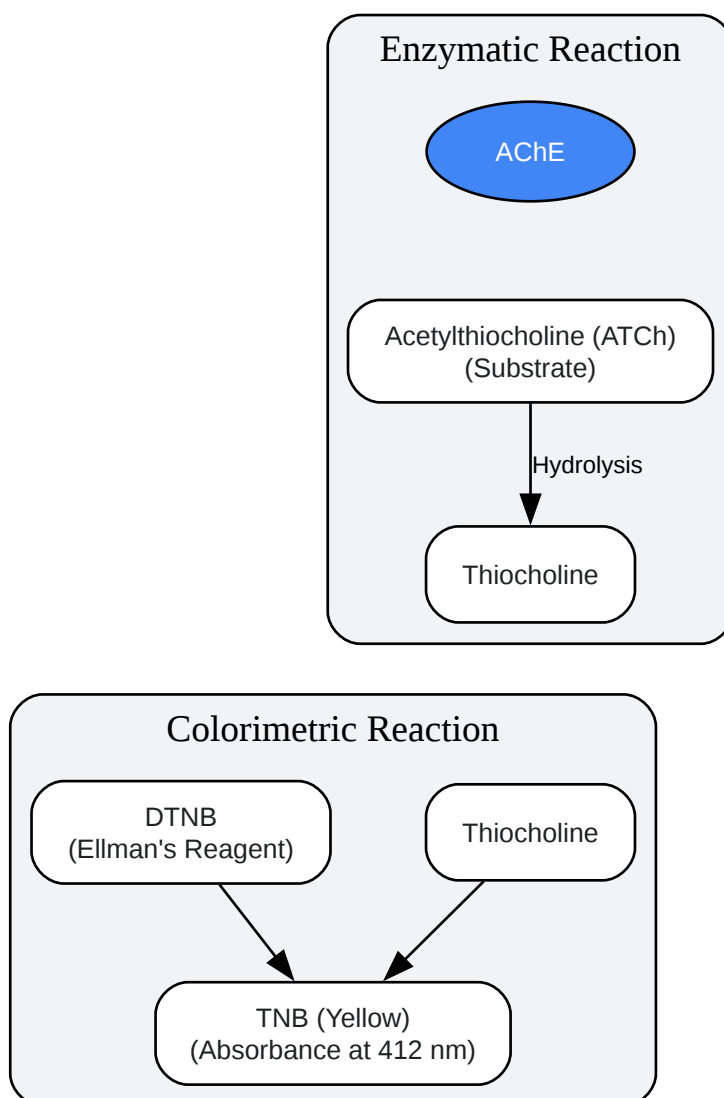 Enzymatic Reaction
AChE
Acetylthiocholine (ATCh)
(Substrate)
Hydrolysis
Thiocholine
Colorimetric Reaction
DTNB
(Ellman's Reagent)
Thiocholine
TNB (Yellow)
(Absorbance at 412 nm)